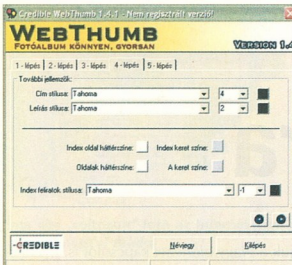 Credible WebThumb 1.4.1 - Nem regisztrált verzió!
WEBTHUMB
FOTÓALBUM KÖNNYEN, GYORSAN
VERSION 1.4
1 - lépés 2 - lépés 3 - lépés 4 - lépés 5 - lépés
További jellemzők:
Cím stílusa: Tahoma 4
Leírás stílusa: Tahoma 2
Index oldal háttérszíne: Index keret színe:
Oldalak háttérszíne: A keret színe:
Index feliratok stílusa: Tahoma -1
CREDIBLE Névjegy Kilépés